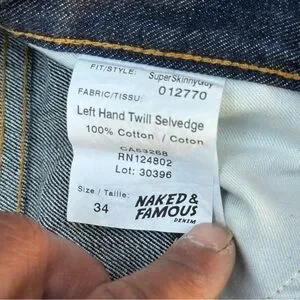 FIT/STYLE: SuperSkinnyGuy
012770
FABRIC/TISSU:
Left Hand Twill Selvedge
100% Cotton / Coton
CA53268
RN124802
Lot: 30396
Size / Taille:
34
NAKED &
FAMOUS
DENIM